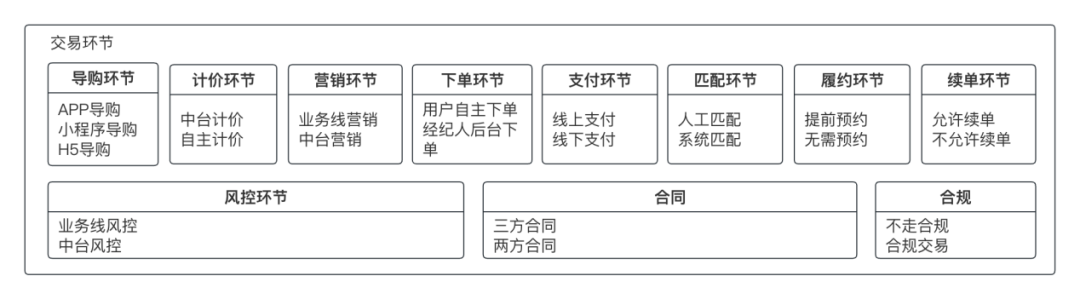 交易环节
导购环节
APP导购
小程序导购
H5导购
计价环节
中台计价
自主计价
营销环节
业务线营销
中台营销
下单环节
用户自主下单
经纪人后台下
单
支付环节
线上支付
线下支付
匹配环节
人工匹配
系统匹配
履约环节
提前预约
无需预约
续单环节
允许续单
不允许续单
风控环节
业务线风控
中台风控
合同
三方合同
两方合同
合规
不走合规
合规交易